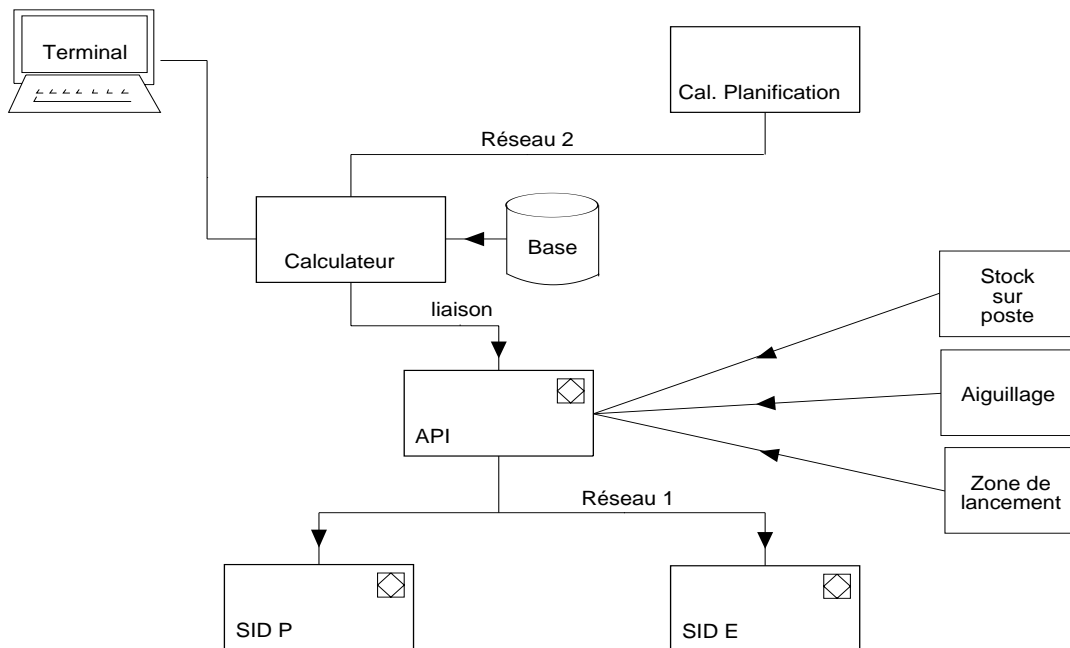 Terminal
Cal. Planification
Réseau 2
Calculateur
Base
liaison
Stock
sur
poste
Aiguillage
API
Zone de
lancement
Réseau 1
SID P
SID E